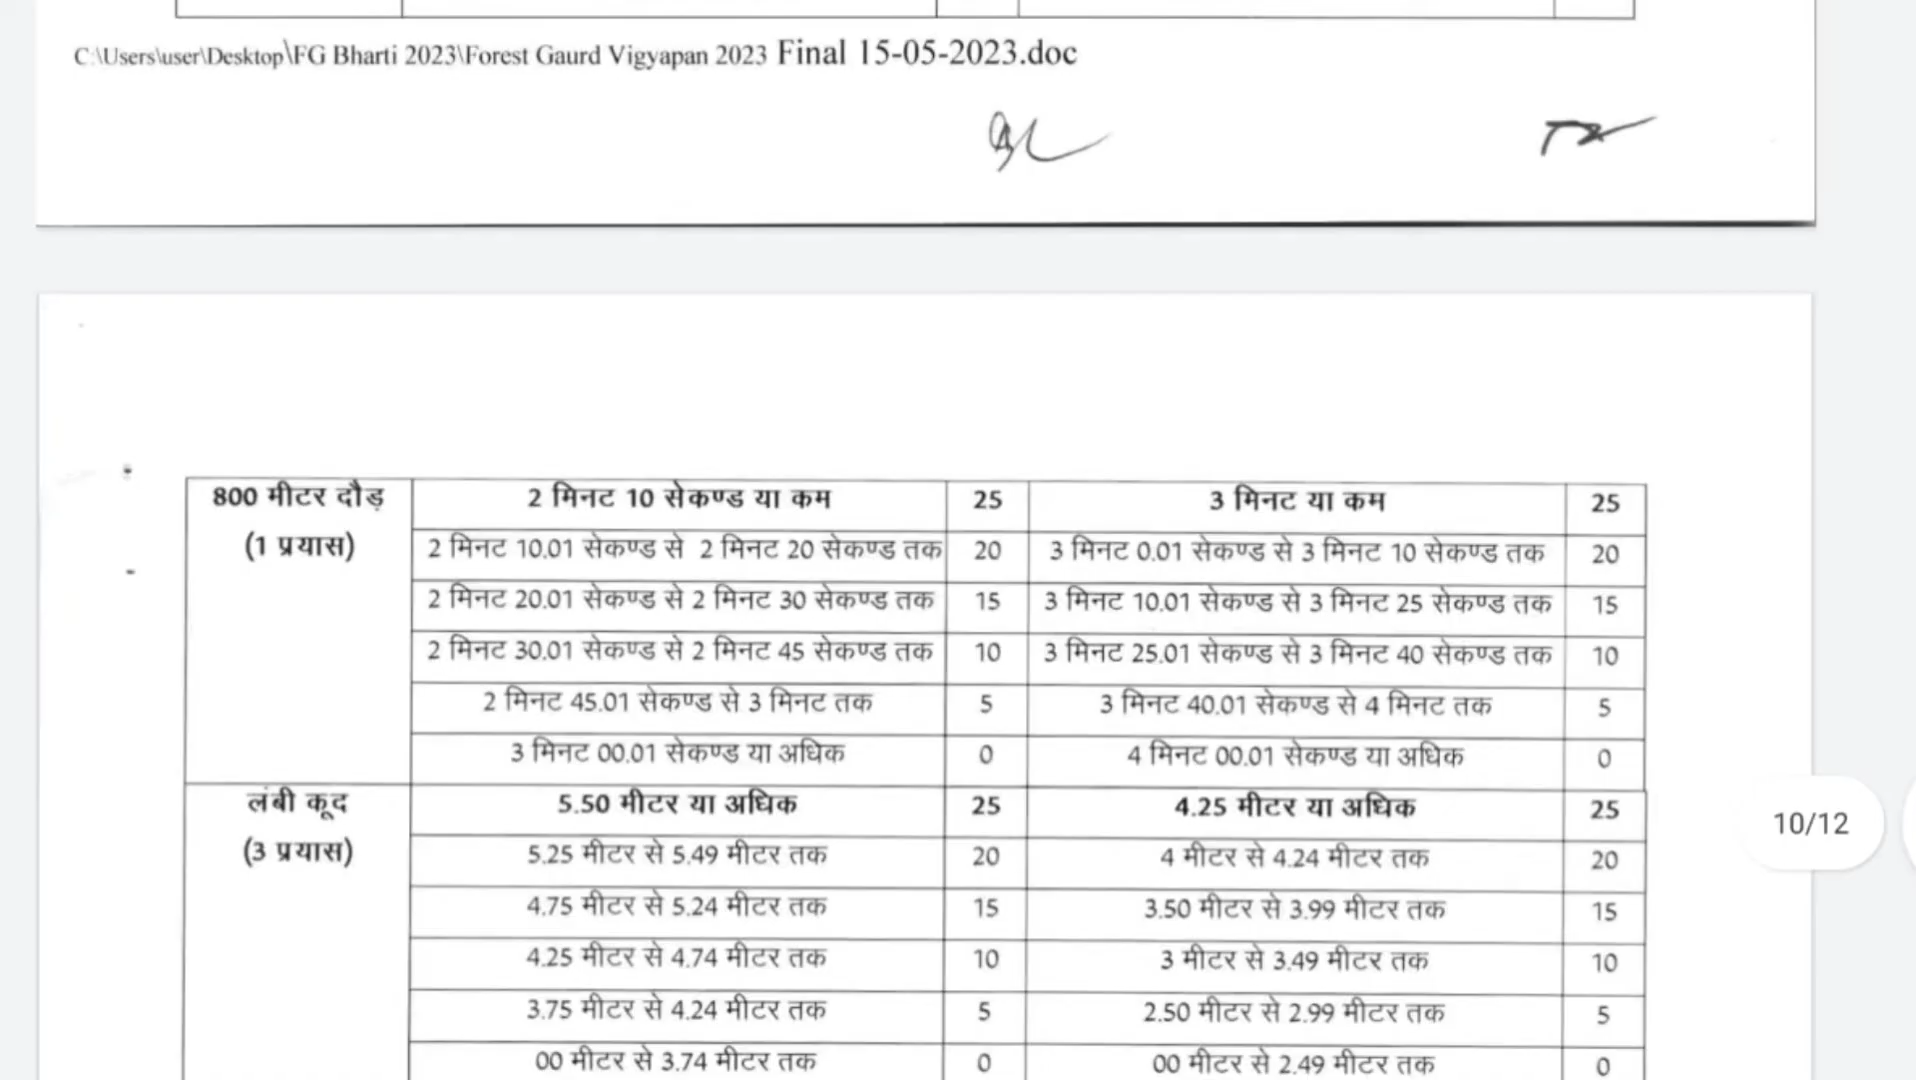 C:\Users\user\Desktop\FG Bharti 2023\Forest Gaurd Vigyapan 2023 Final 15-05-2023.doc
800 मीटर दौड़ 2 मिनट 10 सेकण्ड या कम 25 3 मिनट या कम 25
(1 प्रयास) 2 मिनट 10.01 सेकण्ड से 2 मिनट 20 सेकण्ड तक 20 3 मिनट 0.01 सेकण्ड से 3 मिनट 10 सेकण्ड तक 20
2 मिनट 20.01 सेकण्ड से 2 मिनट 30 सेकण्ड तक 15 3 मिनट 10.01 सेकण्ड से 3 मिनट 25 सेकण्ड तक 15
2 मिनट 30.01 सेकण्ड से 2 मिनट 45 सेकण्ड तक 10 3 मिनट 25.01 सेकण्ड से 3 मिनट 40 सेकण्ड तक 10
2 मिनट 45.01 सेकण्ड से 3 मिनट तक 5 3 मिनट 40.01 सेकण्ड से 4 मिनट तक 5
3 मिनट 00.01 सेकण्ड या अधिक 0 4 मिनट 00.01 सेकण्ड या अधिक 0
लंबी कूद 5.50 मीटर या अधिक 25 4.25 मीटर या अधिक 25
(3 प्रयास) 5.25 मीटर से 5.49 मीटर तक 20 4 मीटर से 4.24 मीटर तक 20
10/12
4.75 मीटर से 5.24 मीटर तक 15 3.50 मीटर से 3.99 मीटर तक 15
4.25 मीटर से 4.74 मीटर तक 10 3 मीटर से 3.49 मीटर तक 10
3.75 मीटर से 4.24 मीटर तक 5 2.50 मीटर से 2.99 मीटर तक 5
00 मीटर से 3.74 मीटर तक 0 00 मीटर से 2.49 मीटर तक 0